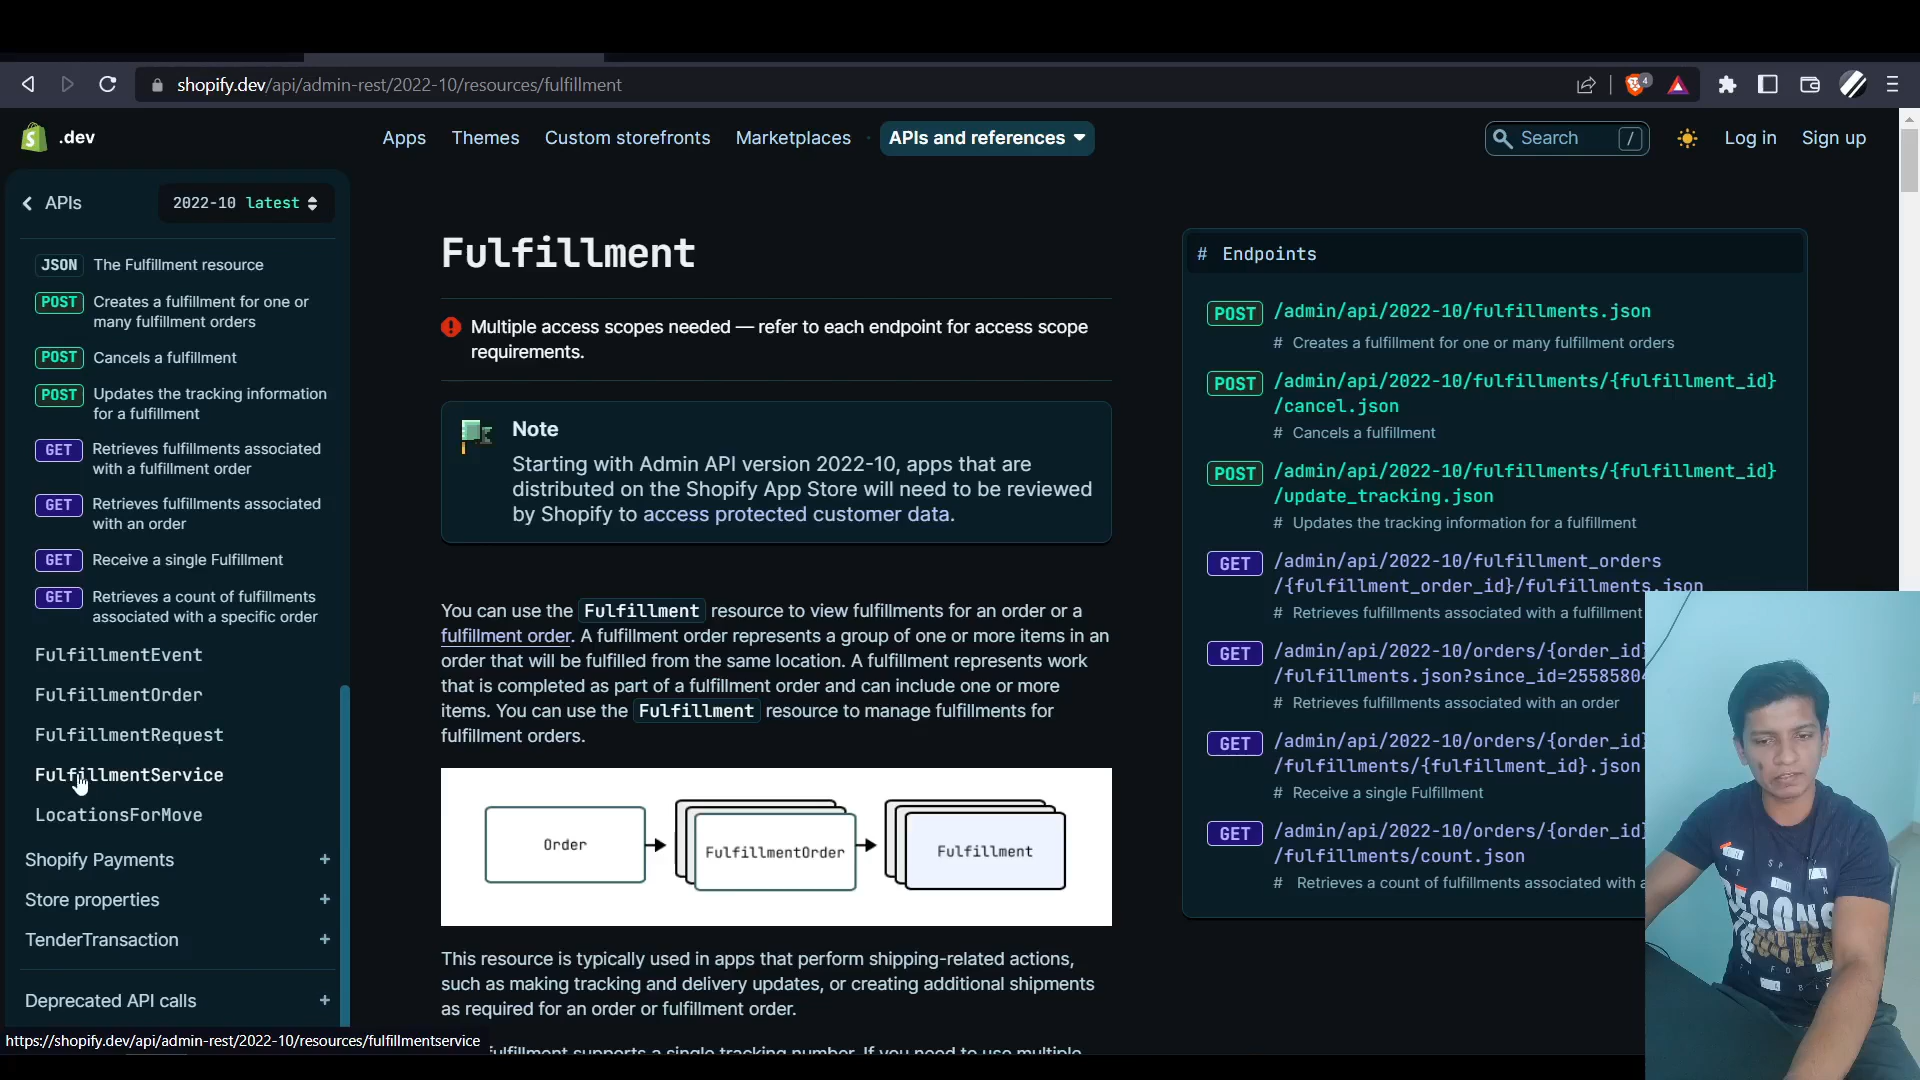 shopify.dev/api/admin-rest/2022-10/resources/fulfillment
4
.dev
Apps
Themes
Custom storefronts
Marketplaces
APIs and references
Search
/
Log in
Sign up
APIs
2022-10 latest
JSON The Fulfillment resource
POST Creates a fulfillment for one or
many fulfillment orders
POST Cancels a fulfillment
POST Updates the tracking information
for a fulfillment
GET Retrieves fulfillments associated
with a fulfillment order
GET Retrieves fulfillments associated
with an order
GET Receive a single Fulfillment
GET Retrieves a count of fulfillments
associated with a specific order
FulfillmentEvent
FulfillmentOrder
FulfillmentRequest
FulfillmentService
LocationsForMove
Shopify Payments +
Store properties +
TenderTransaction +
Deprecated API calls +
https://shopify.dev/api/admin-rest/2022-10/resources/fulfillmentservice
Fulfillment
Multiple access scopes needed — refer to each endpoint for access scope
requirements.
Note
Starting with Admin API version 2022-10, apps that are
distributed on the Shopify App Store will need to be reviewed
by Shopify to access protected customer data.
You can use the Fulfillment resource to view fulfillments for an order or a
fulfillment order. A fulfillment order represents a group of one or more items in an
order that will be fulfilled from the same location. A fulfillment represents work
that is completed as part of a fulfillment order and can include one or more
items. You can use the Fulfillment resource to manage fulfillments for
fulfillment orders.
Order
FulfillmentOrder
Fulfillment
This resource is typically used in apps that perform shipping-related actions,
such as making tracking and delivery updates, or creating additional shipments
as required for an order or fulfillment order.
ulfillment supports a single tracking number. If you need to use multiple
# Endpoints
POST /admin/api/2022-10/fulfillments.json
# Creates a fulfillment for one or many fulfillment orders
POST /admin/api/2022-10/fulfillments/{fulfillment_id}
/cancel.json
# Cancels a fulfillment
POST /admin/api/2022-10/fulfillments/{fulfillment_id}
/update_tracking.json
# Updates the tracking information for a fulfillment
GET /admin/api/2022-10/fulfillment_orders
/{fulfillment_order_id}/fulfillments.json
# Retrieves fulfillments associated with a fulfillment
GET /admin/api/2022-10/orders/{order_id}
/fulfillments.json?since_id=2558580
# Retrieves fulfillments associated with an order
GET /admin/api/2022-10/orders/{order_id}
/fulfillments/{fulfillment_id}.json
# Receive a single Fulfillment
GET /admin/api/2022-10/orders/{order_id}
/fulfillments/count.json
# Retrieves a count of fulfillments associated with a